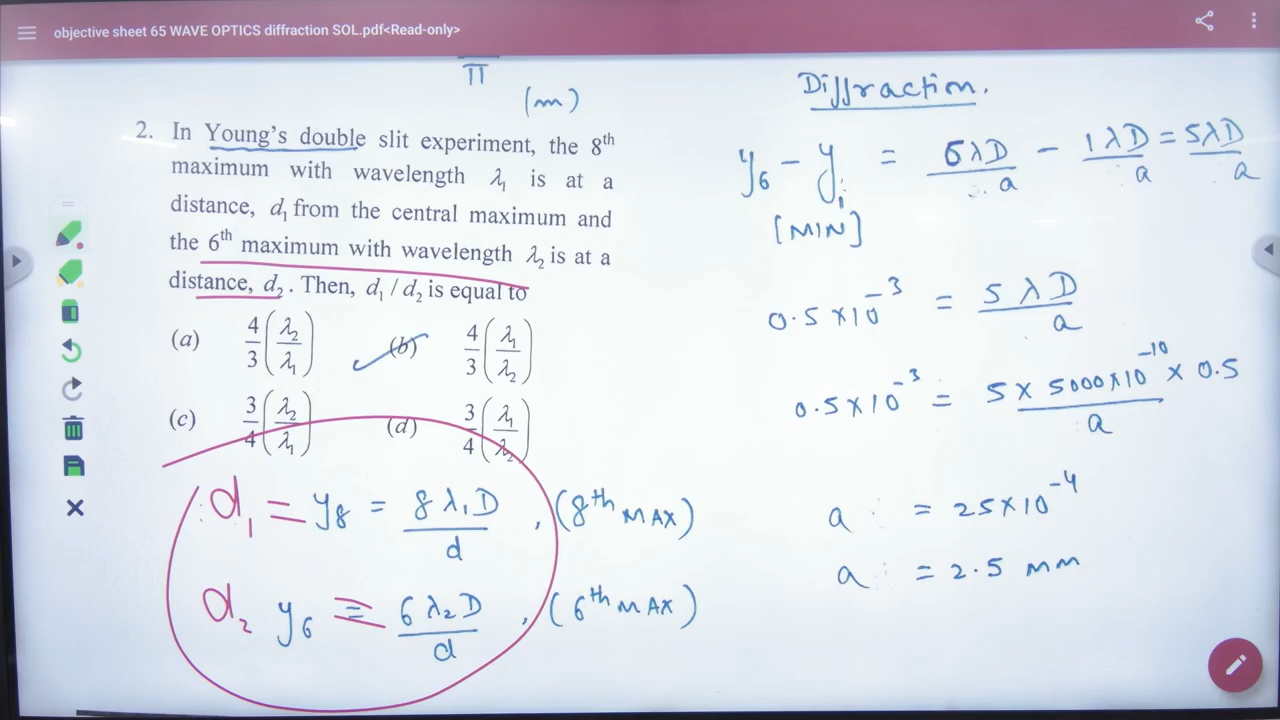 objective sheet 65 WAVE OPTICS diffraction SOL.pdf<Read-only>
π
(m)
2. In Young's double slit experiment, the 8th
maximum with wavelength λ1 is at a
distance, d1 from the central maximum and
the 6th maximum with wavelength λ2 is at a
distance, d2. Then, d1 / d2 is equal to
(a) 4/3 (λ2/λ1) (b) 4/3 (λ1/λ2)
(c) 3/4 (λ2/λ1) (d) 3/4 (λ1/λ2)
d1 = y8 = 8λ1D/d , (8th MAX)
d2 y6 = 6λ2D/d , (6th MAX)
Diffraction.
y6 - y1 = 6λD/a - 1λD/a = 5λD/a
[MIN]
0.5×10^-3 = 5λD/a
0.5×10^-3 = 5×5000×10^-10×0.5/a
a = 25×10^-4
a = 2.5 mm